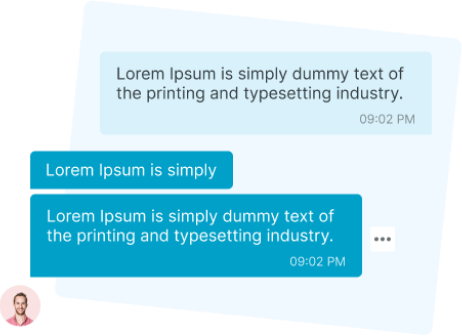 Lorem Ipsum is simply dummy text of
the printing and typesetting industry.
09:02 PM
Lorem Ipsum is simply
Lorem Ipsum is simply dummy text of
the printing and typesetting industry.
09:02 PM